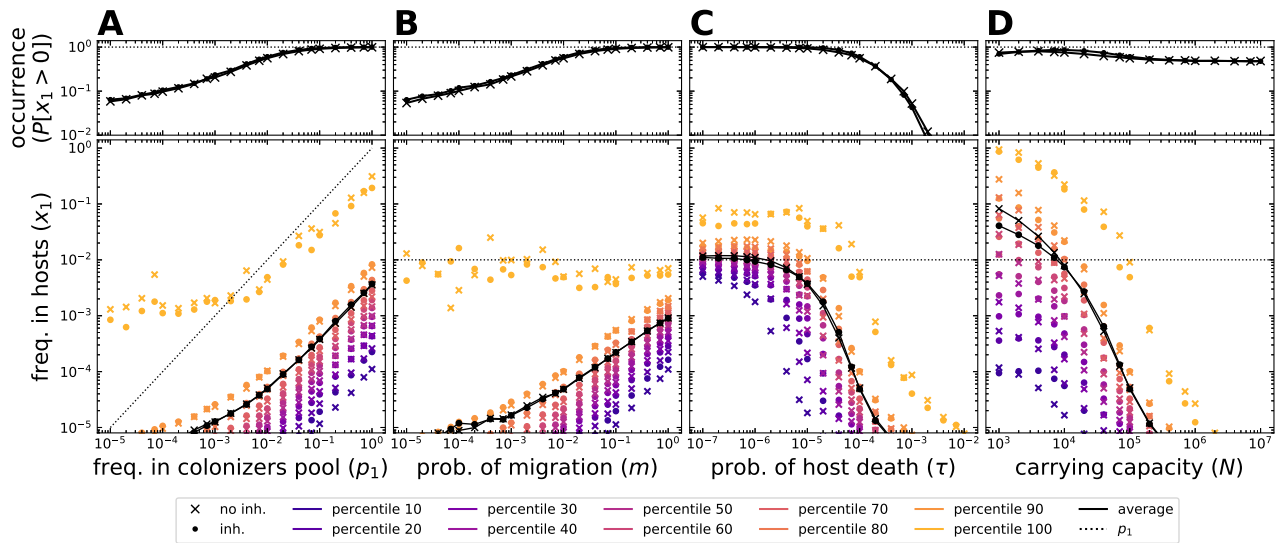 A B C D
occurrence
(P[x₁ > 0])
10⁰
10⁻¹
10⁻²
freq. in hosts (x₁)
10⁰
10⁻¹
10⁻²
10⁻³
10⁻⁴
10⁻⁵
10⁻⁵ 10⁻⁴ 10⁻³ 10⁻² 10⁻¹ 10⁰
freq. in colonizers pool (p₁)
10⁻⁵ 10⁻⁴ 10⁻³ 10⁻² 10⁻¹ 10⁰
prob. of migration (m)
10⁻⁷ 10⁻⁶ 10⁻⁵ 10⁻⁴ 10⁻³ 10⁻²
prob. of host death (τ)
10³ 10⁴ 10⁵ 10⁶ 10⁷
carrying capacity (N)
no inh. percentile 10 percentile 30 percentile 50 percentile 70 percentile 90 average
inh. percentile 20 percentile 40 percentile 60 percentile 80 percentile 100 p₁